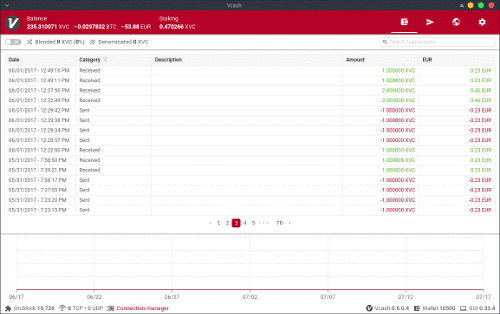 Vcash
Balance
235.310071 XVC ~0.0297832 BTC ~53.88 EUR
Staking
0.470266 XVC
Blended 0 XVC (0%) Denominated 0 XVC
Search transactions
Date Category Description Amount EUR
06/01/2017 - 12:49:16 PM Received 1.000000 XVC 0.23 EUR
06/01/2017 - 12:49:11 PM Received 1.000000 XVC 0.23 EUR
06/01/2017 - 12:37:56 PM Received 2.000000 XVC 0.46 EUR
06/01/2017 - 12:32:49 PM Received 2.000000 XVC 0.46 EUR
06/01/2017 - 12:29:42 PM Sent -1.000000 XVC -0.23 EUR
06/01/2017 - 12:29:38 PM Sent -1.000000 XVC -0.23 EUR
06/01/2017 - 12:29:34 PM Sent -1.000000 XVC -0.23 EUR
06/01/2017 - 12:28:57 PM Sent -1.000000 XVC -0.23 EUR
06/01/2017 - 12:22:00 PM Received 1.000000 XVC 0.23 EUR
05/31/2017 - 7:58:50 PM Received 1.000000 XVC 0.23 EUR
05/31/2017 - 7:39:21 PM Received 1.000000 XVC 0.23 EUR
05/31/2017 - 7:38:17 PM Sent -1.000000 XVC -0.23 EUR
05/31/2017 - 7:37:55 PM Sent -1.000000 XVC -0.23 EUR
05/31/2017 - 7:23:20 PM Sent -1.000000 XVC -0.23 EUR
05/31/2017 - 7:23:15 PM Sent -1.000000 XVC -0.23 EUR
< 1 2 3 4 5 ••• 76 >
06/17 06/22 06/27 07/02 07/07 07/12 07/17
On block 15,726 8 TCP • 0 UDP Connection manager Vcash 0.6.0.4 Wallet 10500 GUI 0.33.4